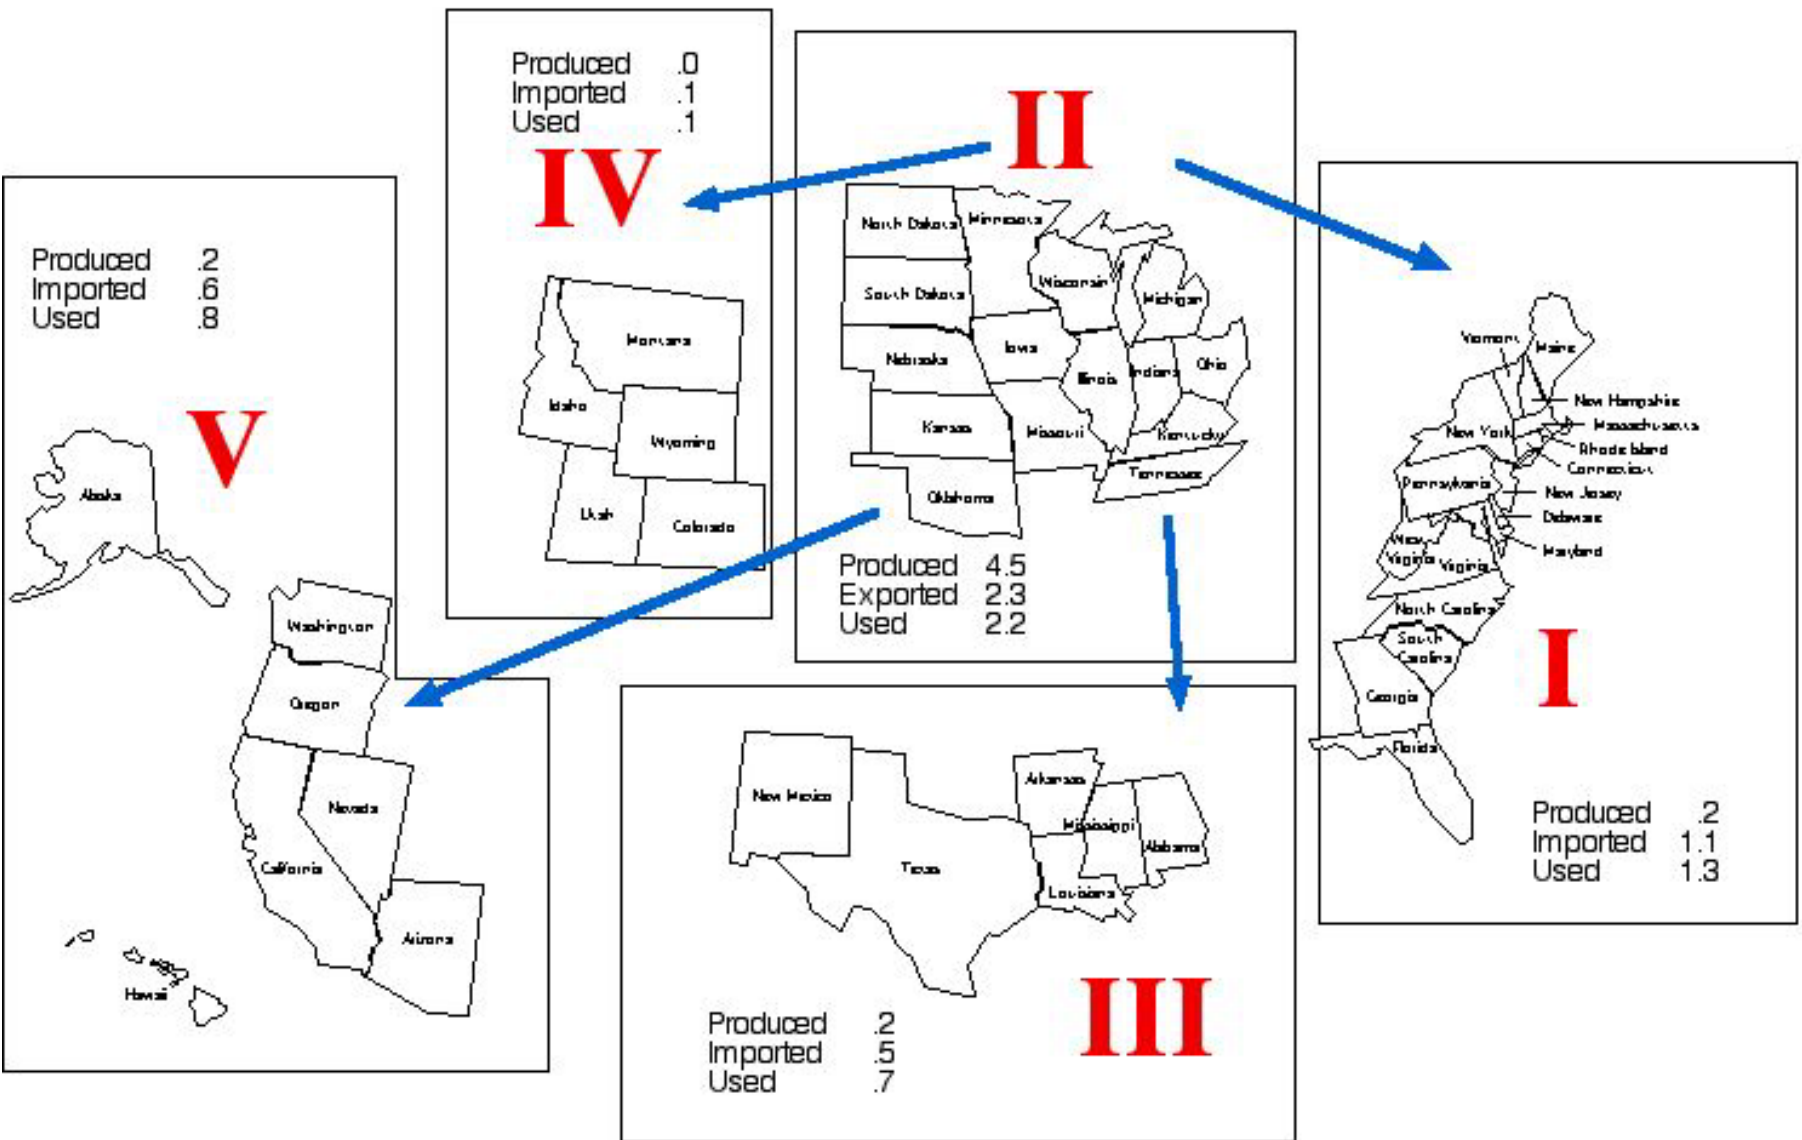 Produced .0
Imported .1
Used .1
IV
Montana
Idaho
Wyoming
Utah
Colorado
II
North Dakota
Minnesota
South Dakota
Wisconsin
Michigan
Nebraska
Iowa
Illinois
Indiana
Ohio
Kansas
Missouri
Kentucky
Tennessee
Oklahoma
Produced 4.5
Exported 2.3
Used 2.2
Produced .2
Imported .6
Used .8
V
Alaska
Washington
Oregon
Nevada
California
Arizona
Hawaii
Vermont
Maine
New Hampshire
Massachusetts
New York
Rhode Island
Connecticut
Pennsylvania
New Jersey
Delaware
Maryland
West
Virginia
Virginia
North Carolina
South
Carolina
I
Georgia
Florida
Produced .2
Imported 1.1
Used 1.3
New Mexico
Arkansas
Mississippi
Alabama
Texas
Louisiana
III
Produced .2
Imported .5
Used .7